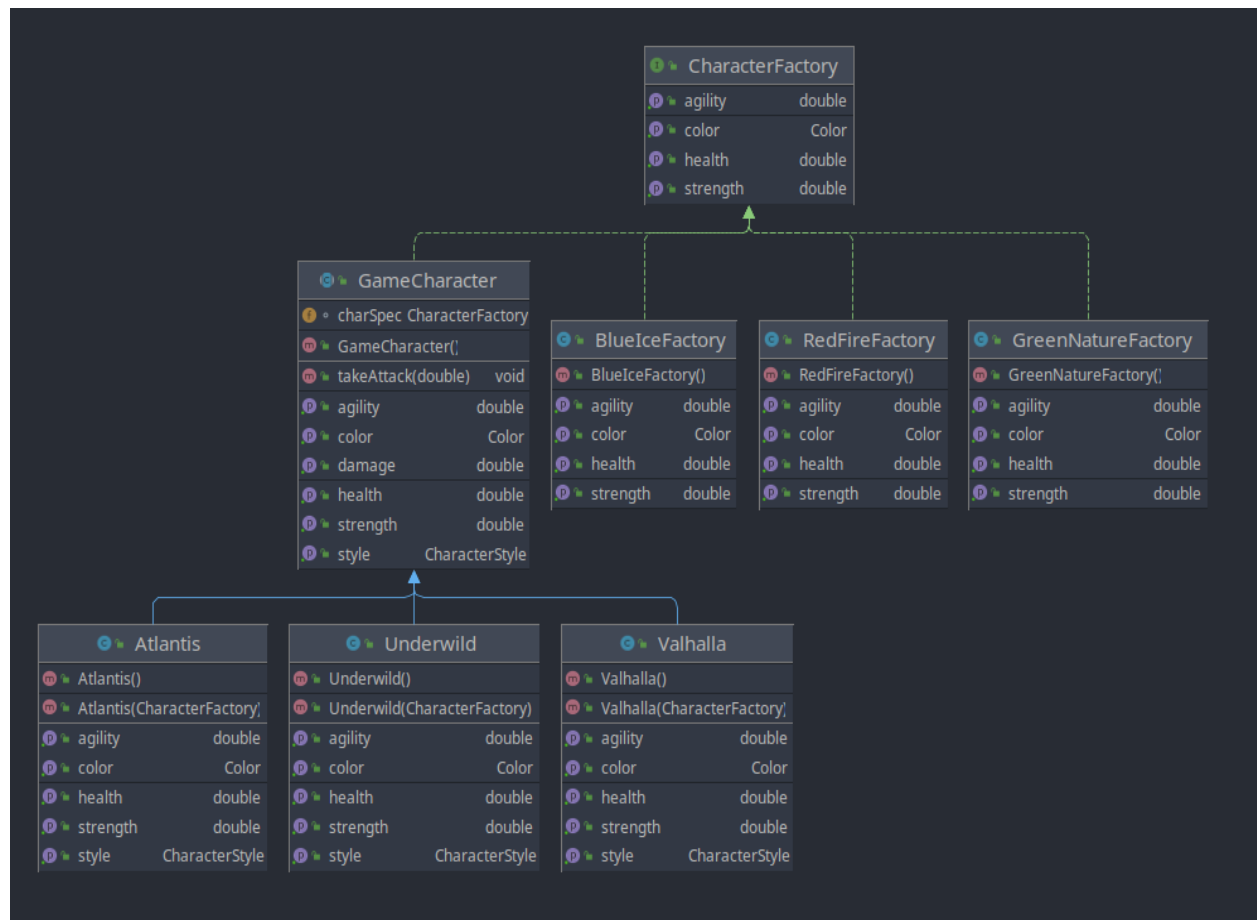 CharacterFactory
agility double
color Color
health double
strength double
GameCharacter
charSpec CharacterFactory
GameCharacter()
takeAttack(double) void
agility double
color Color
damage double
health double
strength double
style CharacterStyle
BlueIceFactory
BlueIceFactory()
agility double
color Color
health double
strength double
RedFireFactory
RedFireFactory()
agility double
color Color
health double
strength double
GreenNatureFactory
GreenNatureFactory()
agility double
color Color
health double
strength double
Atlantis
Atlantis()
Atlantis(CharacterFactory)
agility double
color Color
health double
strength double
style CharacterStyle
Underwild
Underwild()
Underwild(CharacterFactory)
agility double
color Color
health double
strength double
style CharacterStyle
Valhalla
Valhalla()
Valhalla(CharacterFactory)
agility double
color Color
health double
strength double
style CharacterStyle